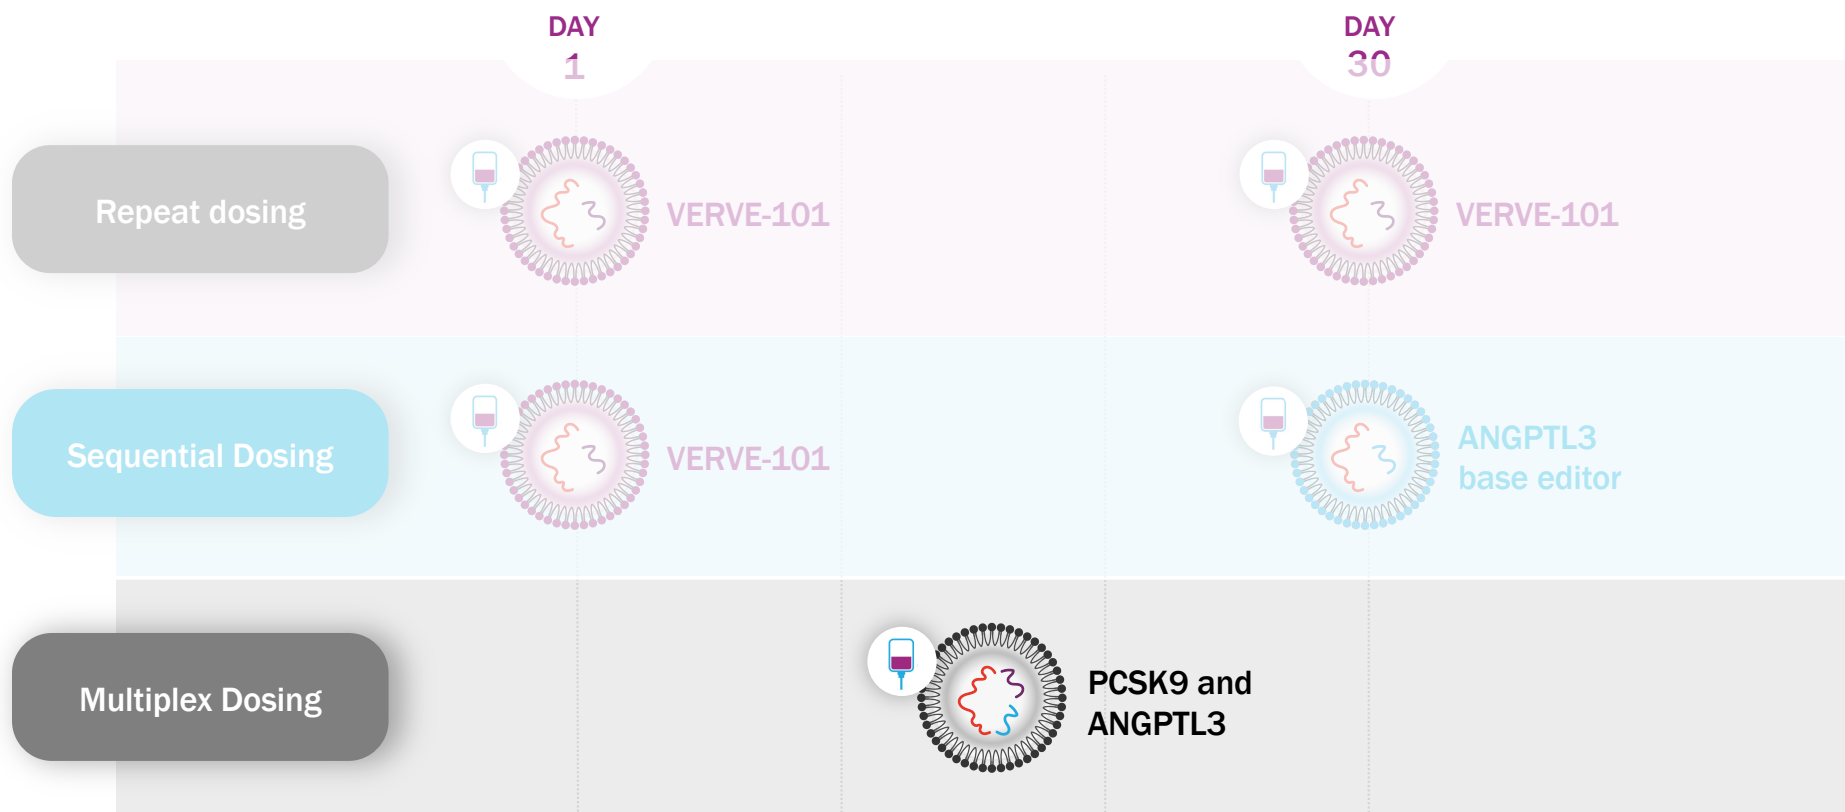 DAY
1
DAY
30
Repeat dosing
VERVE-101
VERVE-101
Sequential Dosing
VERVE-101
ANGPTL3
base editor
Multiplex Dosing
PCSK9 and
ANGPTL3